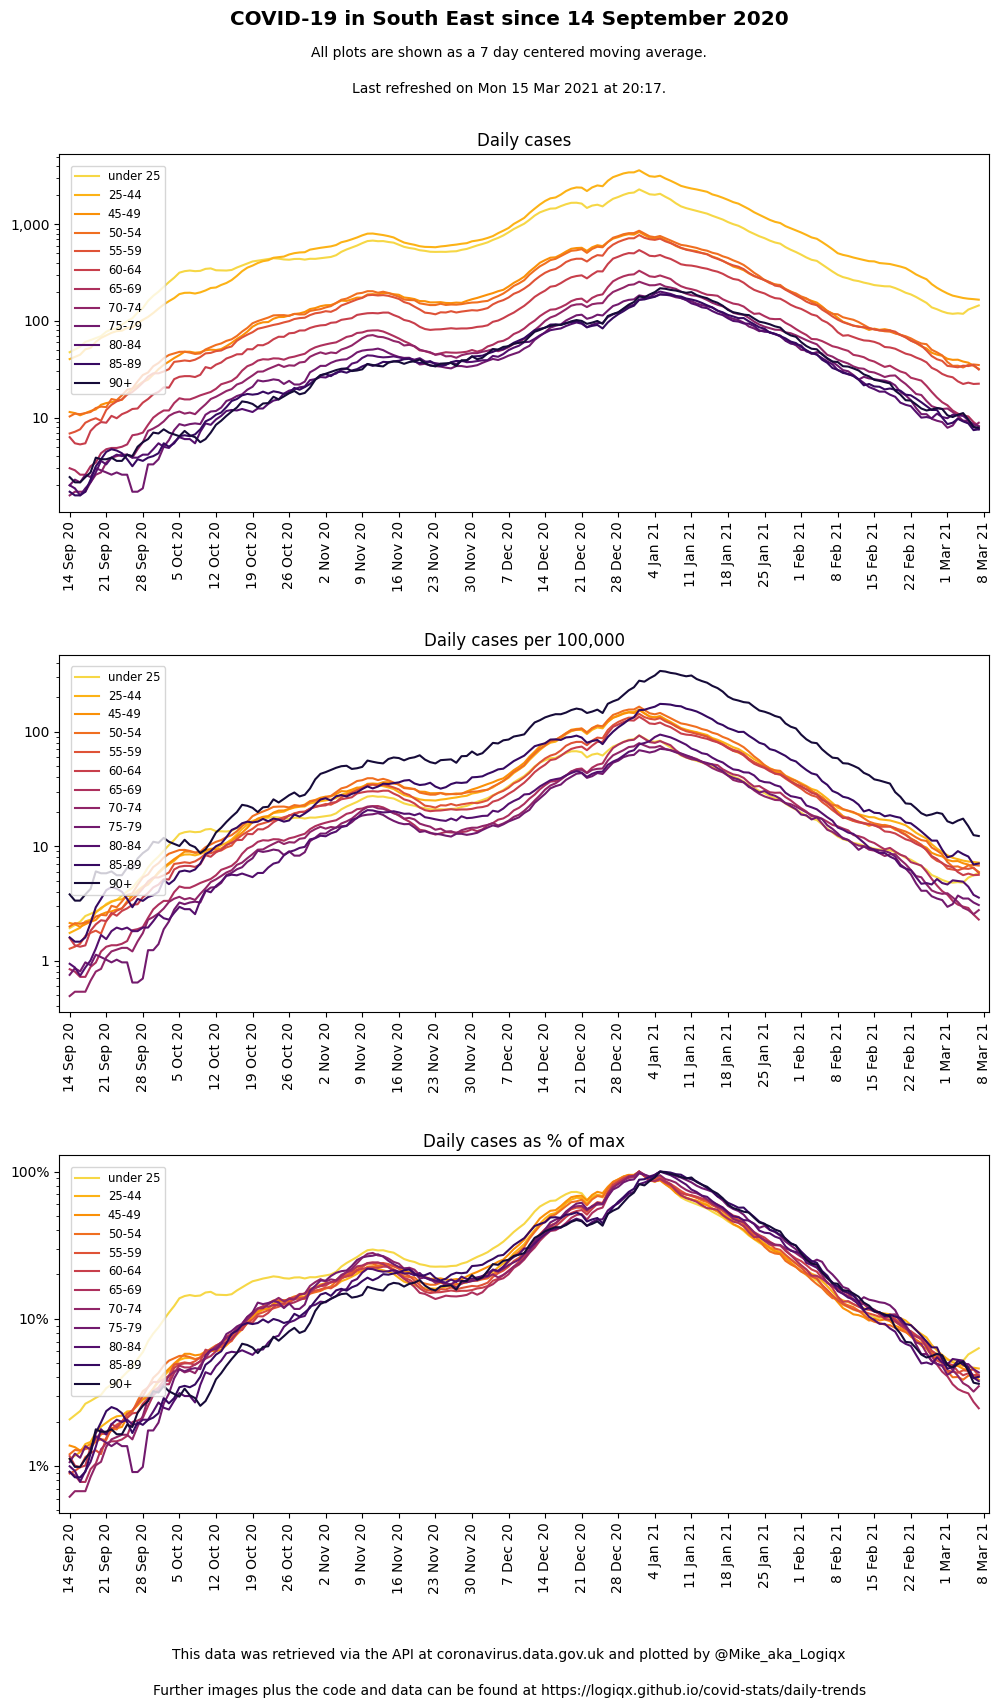 COVID-19 in South East since 14 September 2020
All plots are shown as a 7 day centered moving average.
Last refreshed on Mon 15 Mar 2021 at 20:17.
Daily cases
under 25
25-44
45-49
50-54
55-59
60-64
65-69
70-74
75-79
80-84
85-89
90+
1,000
100
10
14 Sep 20
21 Sep 20
28 Sep 20
5 Oct 20
12 Oct 20
19 Oct 20
26 Oct 20
2 Nov 20
9 Nov 20
16 Nov 20
23 Nov 20
30 Nov 20
7 Dec 20
14 Dec 20
21 Dec 20
28 Dec 20
4 Jan 21
11 Jan 21
18 Jan 21
25 Jan 21
1 Feb 21
8 Feb 21
15 Feb 21
22 Feb 21
1 Mar 21
8 Mar 21
Daily cases per 100,000
under 25
25-44
45-49
50-54
55-59
60-64
65-69
70-74
75-79
80-84
85-89
90+
100
10
1
14 Sep 20
21 Sep 20
28 Sep 20
5 Oct 20
12 Oct 20
19 Oct 20
26 Oct 20
2 Nov 20
9 Nov 20
16 Nov 20
23 Nov 20
30 Nov 20
7 Dec 20
14 Dec 20
21 Dec 20
28 Dec 20
4 Jan 21
11 Jan 21
18 Jan 21
25 Jan 21
1 Feb 21
8 Feb 21
15 Feb 21
22 Feb 21
1 Mar 21
8 Mar 21
Daily cases as % of max
under 25
25-44
45-49
50-54
55-59
60-64
65-69
70-74
75-79
80-84
85-89
90+
100%
10%
1%
14 Sep 20
21 Sep 20
28 Sep 20
5 Oct 20
12 Oct 20
19 Oct 20
26 Oct 20
2 Nov 20
9 Nov 20
16 Nov 20
23 Nov 20
30 Nov 20
7 Dec 20
14 Dec 20
21 Dec 20
28 Dec 20
4 Jan 21
11 Jan 21
18 Jan 21
25 Jan 21
1 Feb 21
8 Feb 21
15 Feb 21
22 Feb 21
1 Mar 21
8 Mar 21
This data was retrieved via the API at coronavirus.data.gov.uk and plotted by @Mike_aka_Logiqx
Further images plus the code and data can be found at https://logiqx.github.io/covid-stats/daily-trends